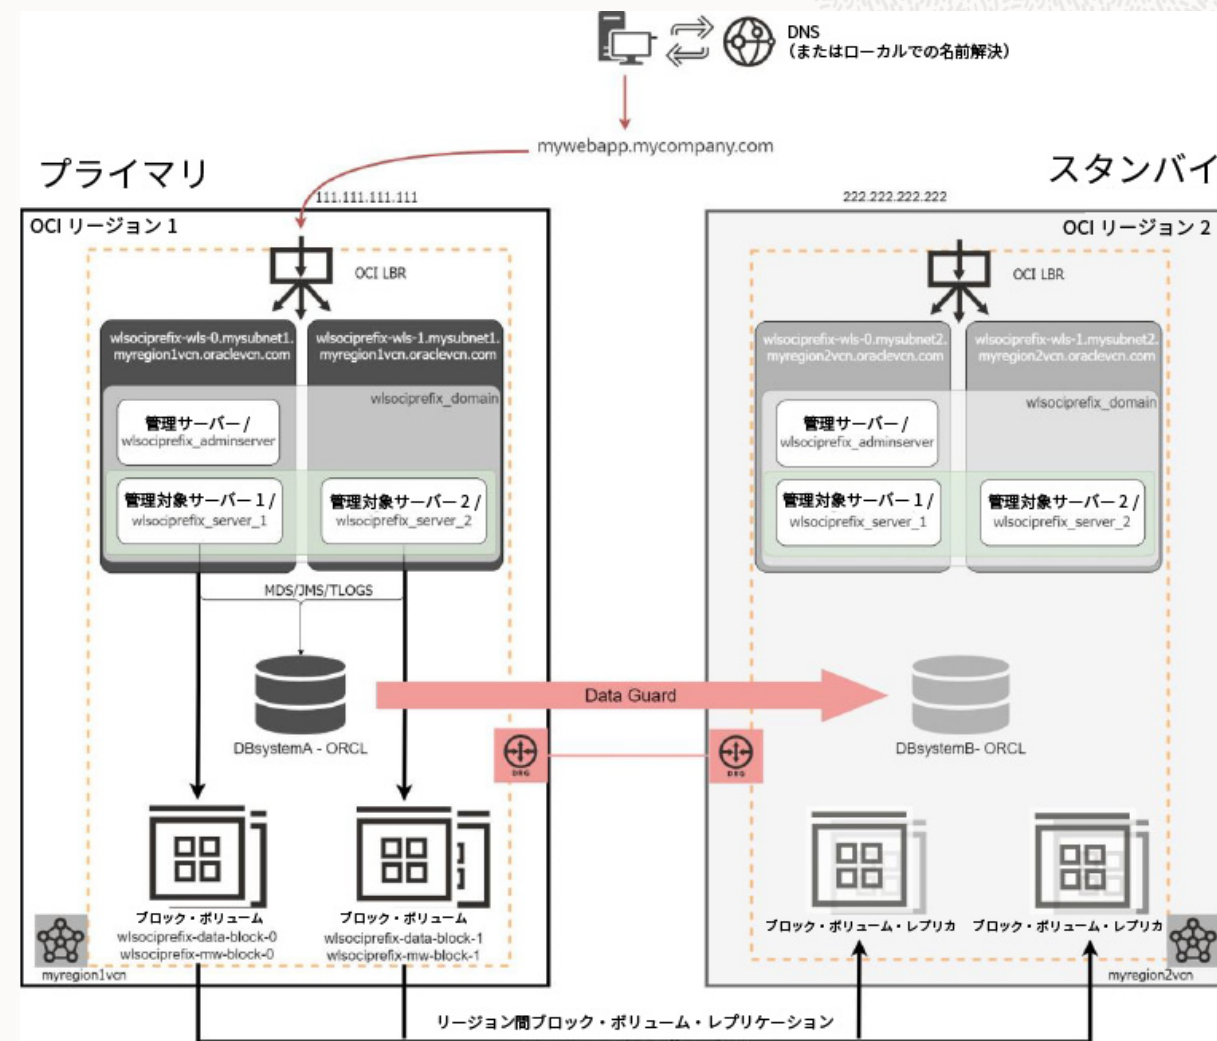 DNS
（またはローカルでの名前解決）
mywebapp.mycompany.com
プライマリ
111.111.111.111
OCI リージョン 1
OCI LBR
wlsociprefix-wls-0.mysubnet1.
myregion1vcn.oraclevcn.com
wlsociprefix-wls-1.mysubnet1.
myregion1vcn.oraclevcn.com
wlsociprefix_domain
管理サーバー /
wlsociprefix_adminserver
管理対象サーバー 1 /
wlsociprefix_server_1
管理対象サーバー 2 /
wlsociprefix_server_2
MDS/JMS/TLOGS
DBsystemA - ORCL
DRG
ブロック・ボリューム
wlsociprefix-data-block-0
wlsociprefix-mw-block-0
ブロック・ボリューム
wlsociprefix-data-block-1
wlsociprefix-mw-block-1
myregion1vcn
Data Guard
スタンバイ
222.222.222.222
OCI リージョン 2
OCI LBR
wlsociprefix-wls-0.mysubnet2.
myregion2vcn.oraclevcn.com
wlsociprefix-wls-1.mysubnet2.
myregion2vcn.oraclevcn.com
wlsociprefix_domain
管理サーバー /
wlsociprefix_adminserver
管理対象サーバー 1 /
wlsociprefix_server_1
管理対象サーバー 2 /
wlsociprefix_server_2
DBsystemB- ORCL
DRG
ブロック・ボリューム・レプリカ
ブロック・ボリューム・レプリカ
myregion2vcn
リージョン間ブロック・ボリューム・レプリケーション